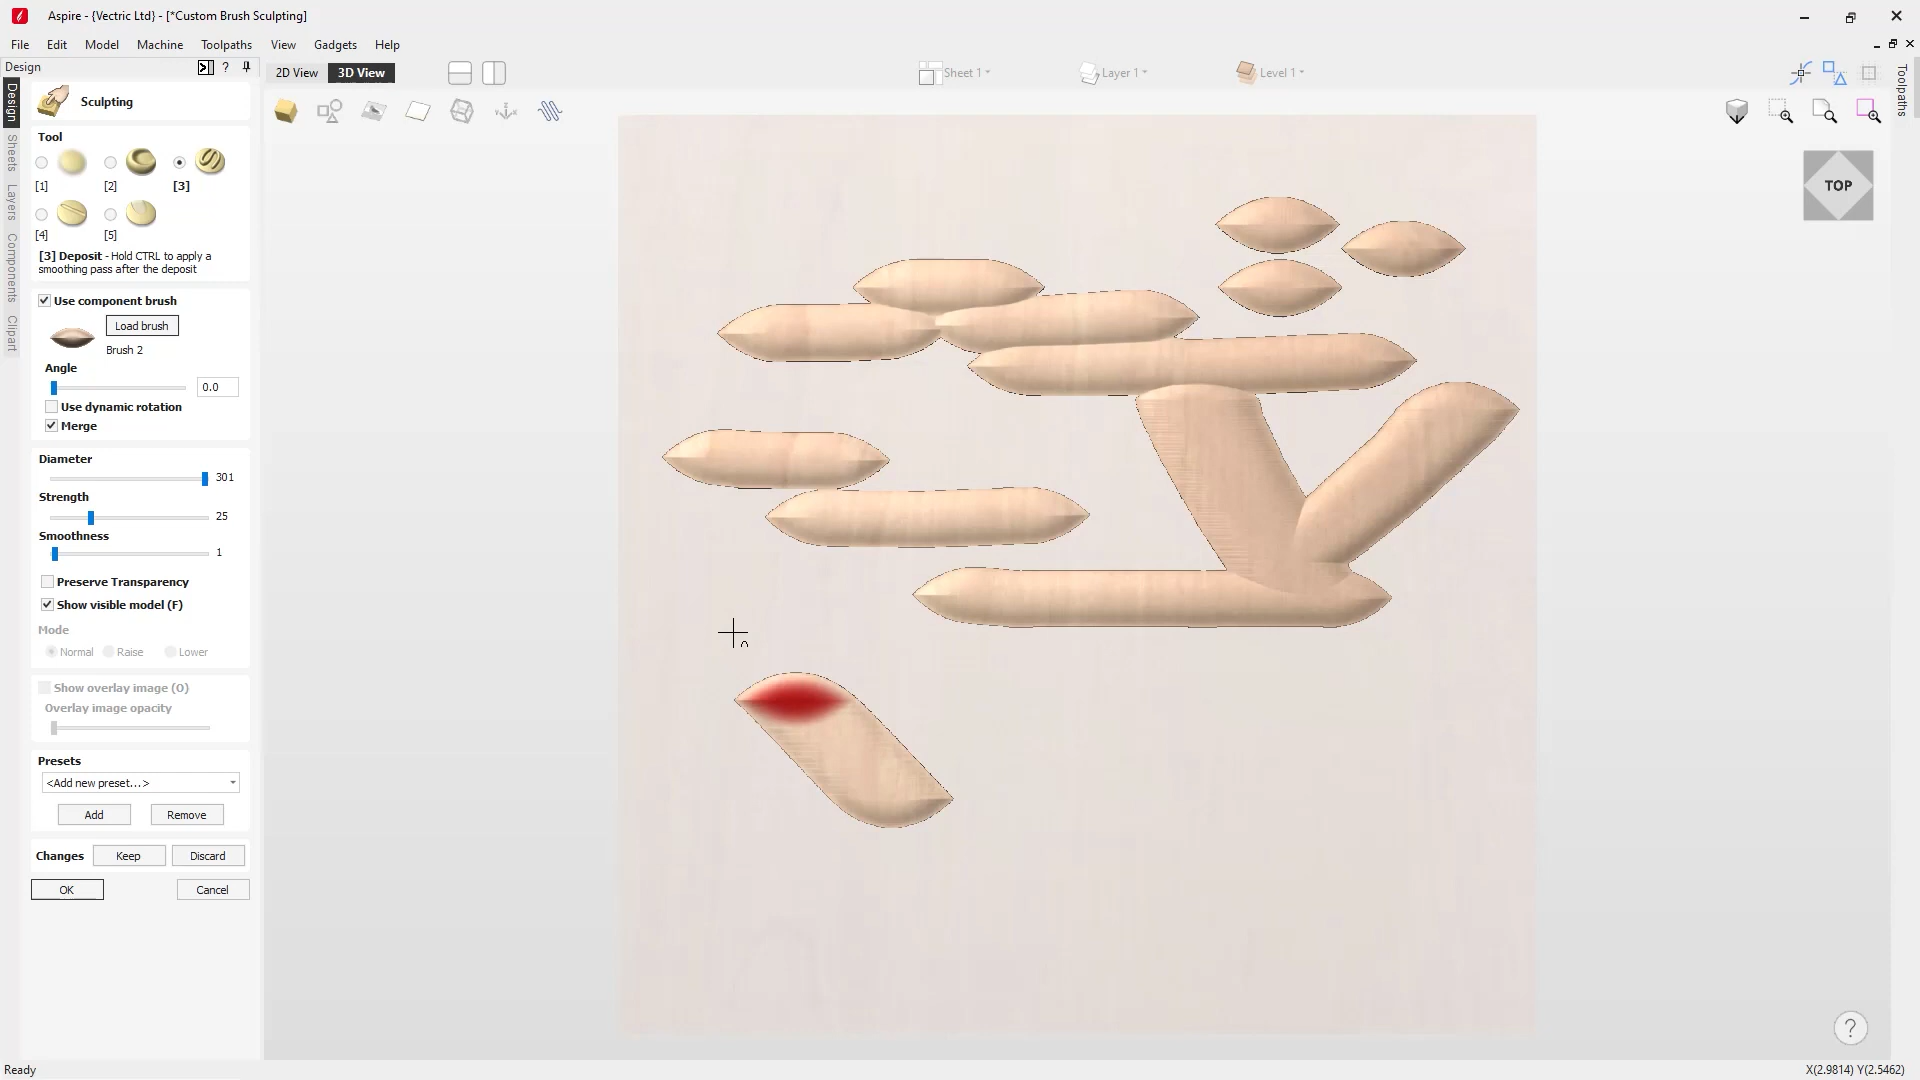 Aspire - {Vectric Ltd} - [*Custom Brush Sculpting]
File Edit Model Machine Toolpaths View Gadgets Help
Design ?
2D View 3D View Sheet 1 Layer 1 Level 1
Design
Sheets
Layers
Components
Clipart
Toolpaths
TOP
Sculpting
Tool
[1] [2] [3]
[4] [5]
[3] Deposit - Hold CTRL to apply a
smoothing pass after the deposit
Use component brush
Load brush
Brush 2
Angle
0.0
Use dynamic rotation
Merge
Diameter
301
Strength
25
Smoothness
1
Preserve Transparency
Show visible model (F)
Mode
Normal Raise Lower
Show overlay image (O)
Overlay image opacity
Presets
<Add new preset...>
Add Remove
Changes Keep Discard
OK Cancel
?
Ready X(2.9814) Y(2.5462)